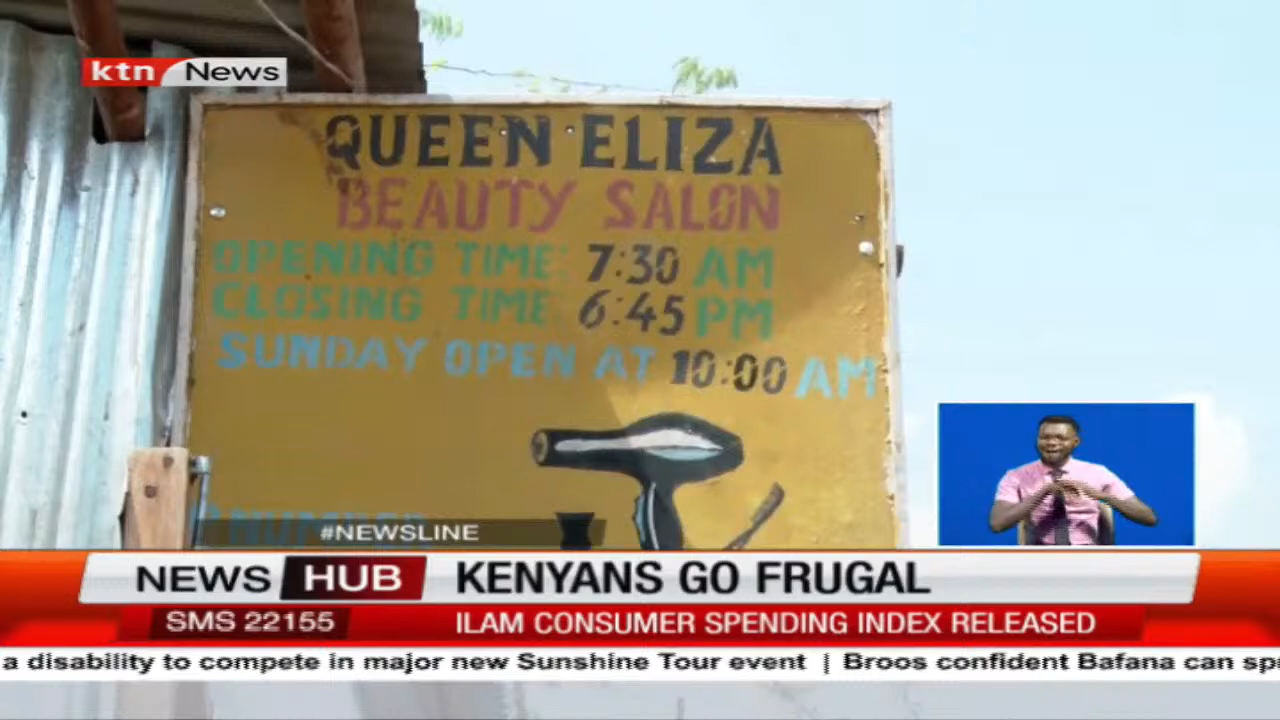 ktn News
QUEEN ELIZA
BEAUTY SALON
OPENING TIME: 7:30 AM
CLOSING TIME: 6:45 PM
SUNDAY OPEN AT 10:00 AM
#NEWSLINE
NEWS HUB KENYANS GO FRUGAL
SMS 22155 ILAM CONSUMER SPENDING INDEX RELEASED
a disability to compete in major new Sunshine Tour event | Broos confident Bafana can